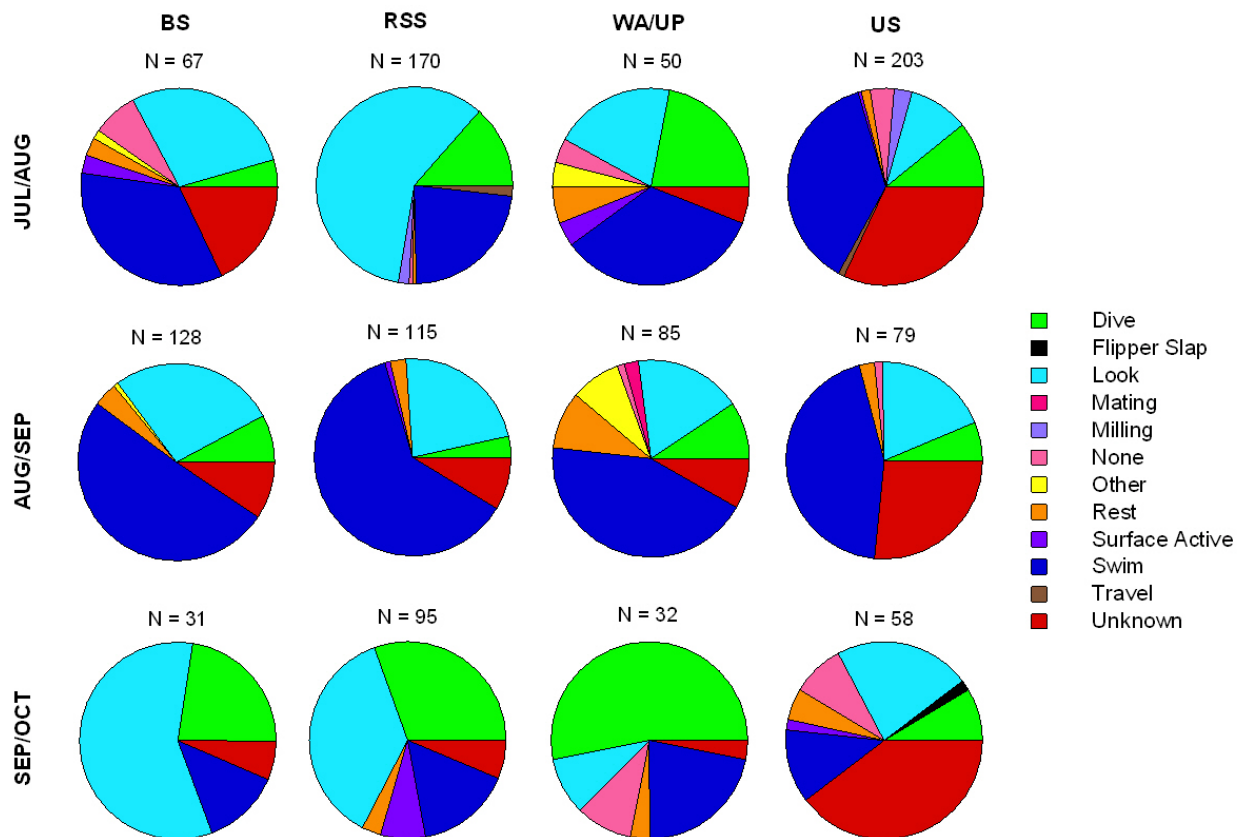 BS RSS WA/UP US
N = 67 N = 170 N = 50 N = 203
JUL/AUG
N = 128 N = 115 N = 85 N = 79
AUG/SEP
N = 31 N = 95 N = 32 N = 58
SEP/OCT
Dive
Flipper Slap
Look
Mating
Milling
None
Other
Rest
Surface Active
Swim
Travel
Unknown